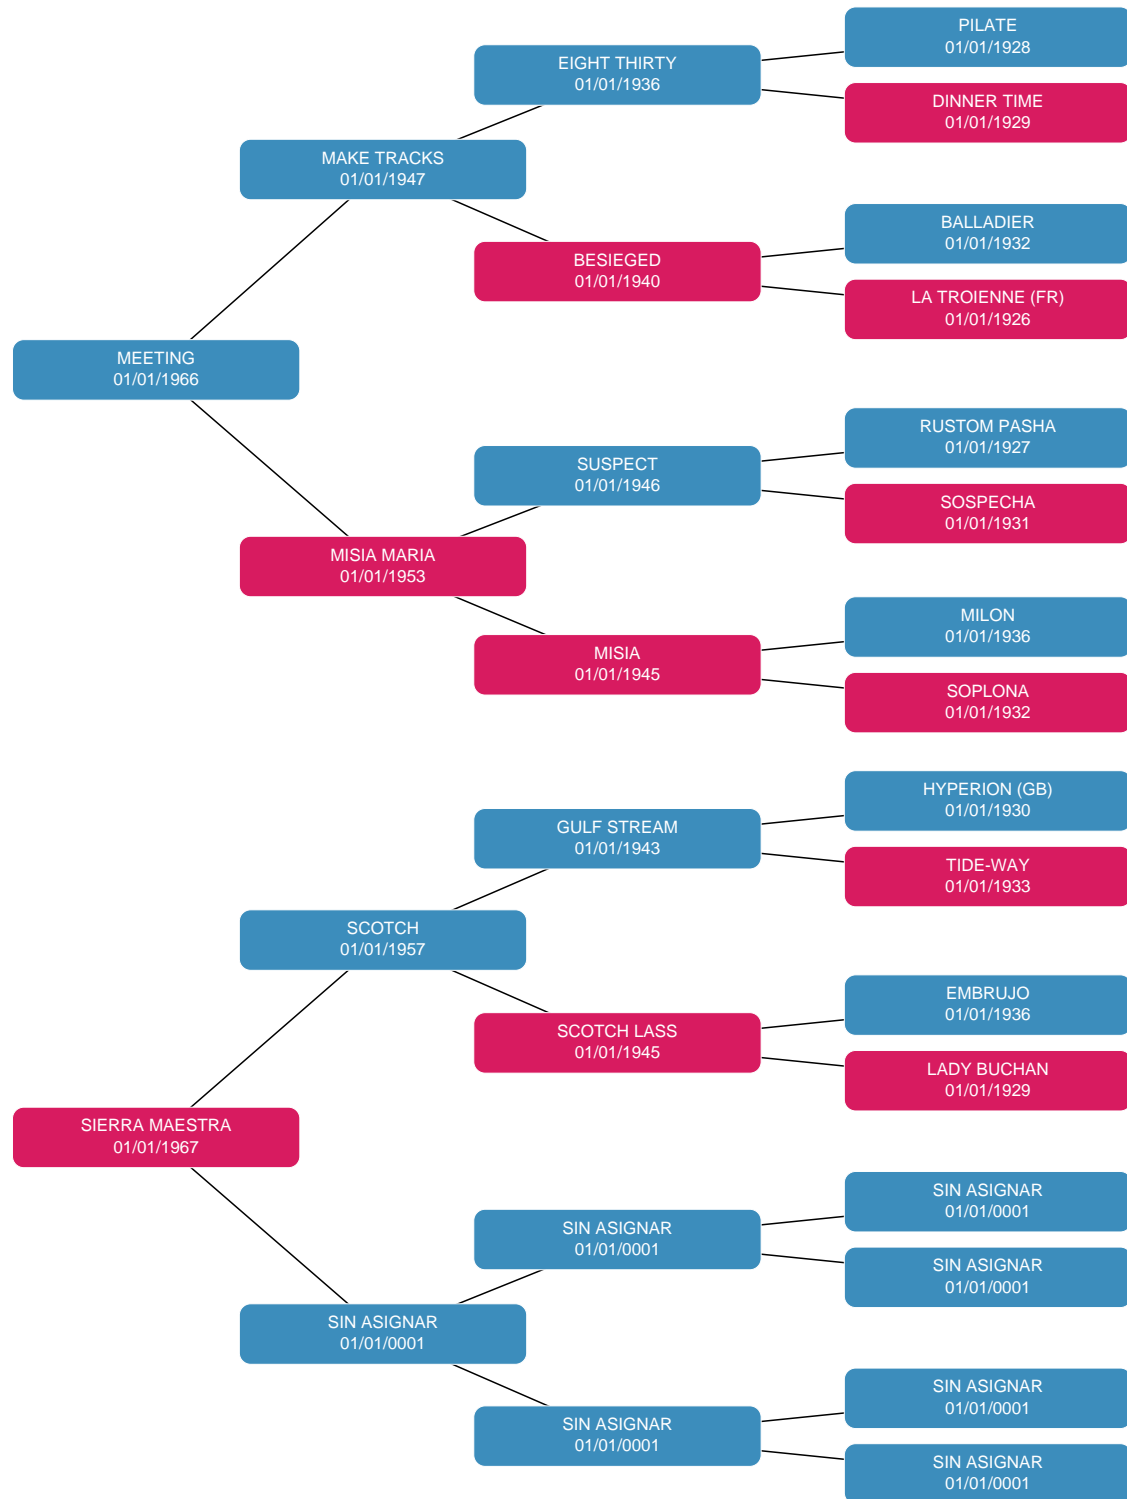 PILATE
01/01/1928
EIGHT THIRTY
01/01/1936
DINNER TIME
01/01/1929
MAKE TRACKS
01/01/1947
BALLADIER
01/01/1932
BESIEGED
01/01/1940
LA TROIENNE (FR)
01/01/1926
MEETING
01/01/1966
RUSTOM PASHA
01/01/1927
SUSPECT
01/01/1946
SOSPECHA
01/01/1931
MISIA MARIA
01/01/1953
MILON
01/01/1936
MISIA
01/01/1945
SOPLONA
01/01/1932
HYPERION (GB)
01/01/1930
GULF STREAM
01/01/1943
TIDE-WAY
01/01/1933
SCOTCH
01/01/1957
EMBRUJO
01/01/1936
SCOTCH LASS
01/01/1945
LADY BUCHAN
01/01/1929
SIERRA MAESTRA
01/01/1967
SIN ASIGNAR
01/01/0001
SIN ASIGNAR
01/01/0001
SIN ASIGNAR
01/01/0001
SIN ASIGNAR
01/01/0001
SIN ASIGNAR
01/01/0001
SIN ASIGNAR
01/01/0001
SIN ASIGNAR
01/01/0001